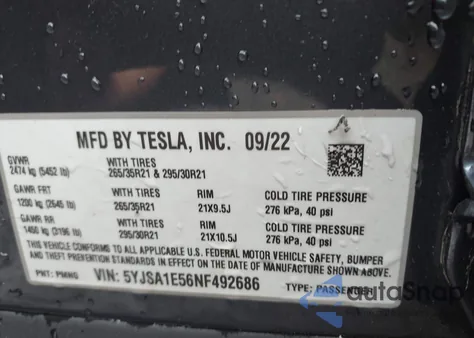 MFD BY TESLA, INC. 09/22
GVWR WITH TIRES
2474 kg (5452 lb) 265/35R21 & 295/30R21
GAWR FRT WITH TIRES RIM COLD TIRE PRESSURE
1200 kg (2645 lb) 265/35R21 21X9.5J 276 kPa, 40 psi
GAWR RR WITH TIRES RIM COLD TIRE PRESSURE
1450 kg (3196 lb) 295/30R21 21X10.5J 276 kPa, 40 psi
THIS VEHICLE CONFORMS TO ALL APPLICABLE U.S. FEDERAL MOTOR VEHICLE SAFETY, BUMPER
AND THEFT PREVENTION STANDARDS IN EFFECT ON THE DATE OF MANUFACTURE SHOWN ABOVE.
PNT: PMNG VIN: 5YJSA1E56NF492686 TYPE: PASSENGER
autoSnap